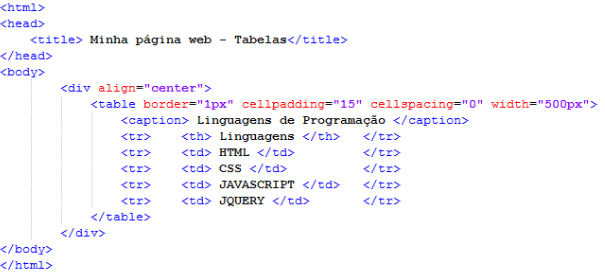 <html>
<head>
    <title> Minha página web - Tabelas</title>
</head>
<body>
        <div align="center">
            <table border="1px" cellpadding="15" cellspacing="0" width="500px">
                <caption> Linguagens de Programação </caption>
                <tr>    <th> Linguagens </th>   </tr>
                <tr>    <td> HTML </td>         </tr>
                <tr>    <td> CSS </td>          </tr>
                <tr>    <td> JAVASCRIPT </td>   </tr>
                <tr>    <td> JQUERY </td>       </tr>
            </table>
        </div>
</body>
</html>